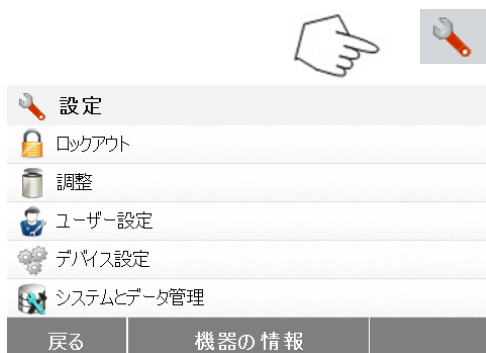 設定
ロックアウト
調整
ユーザー設定
デバイス設定
システムとデータ管理
戻る 機器の情報